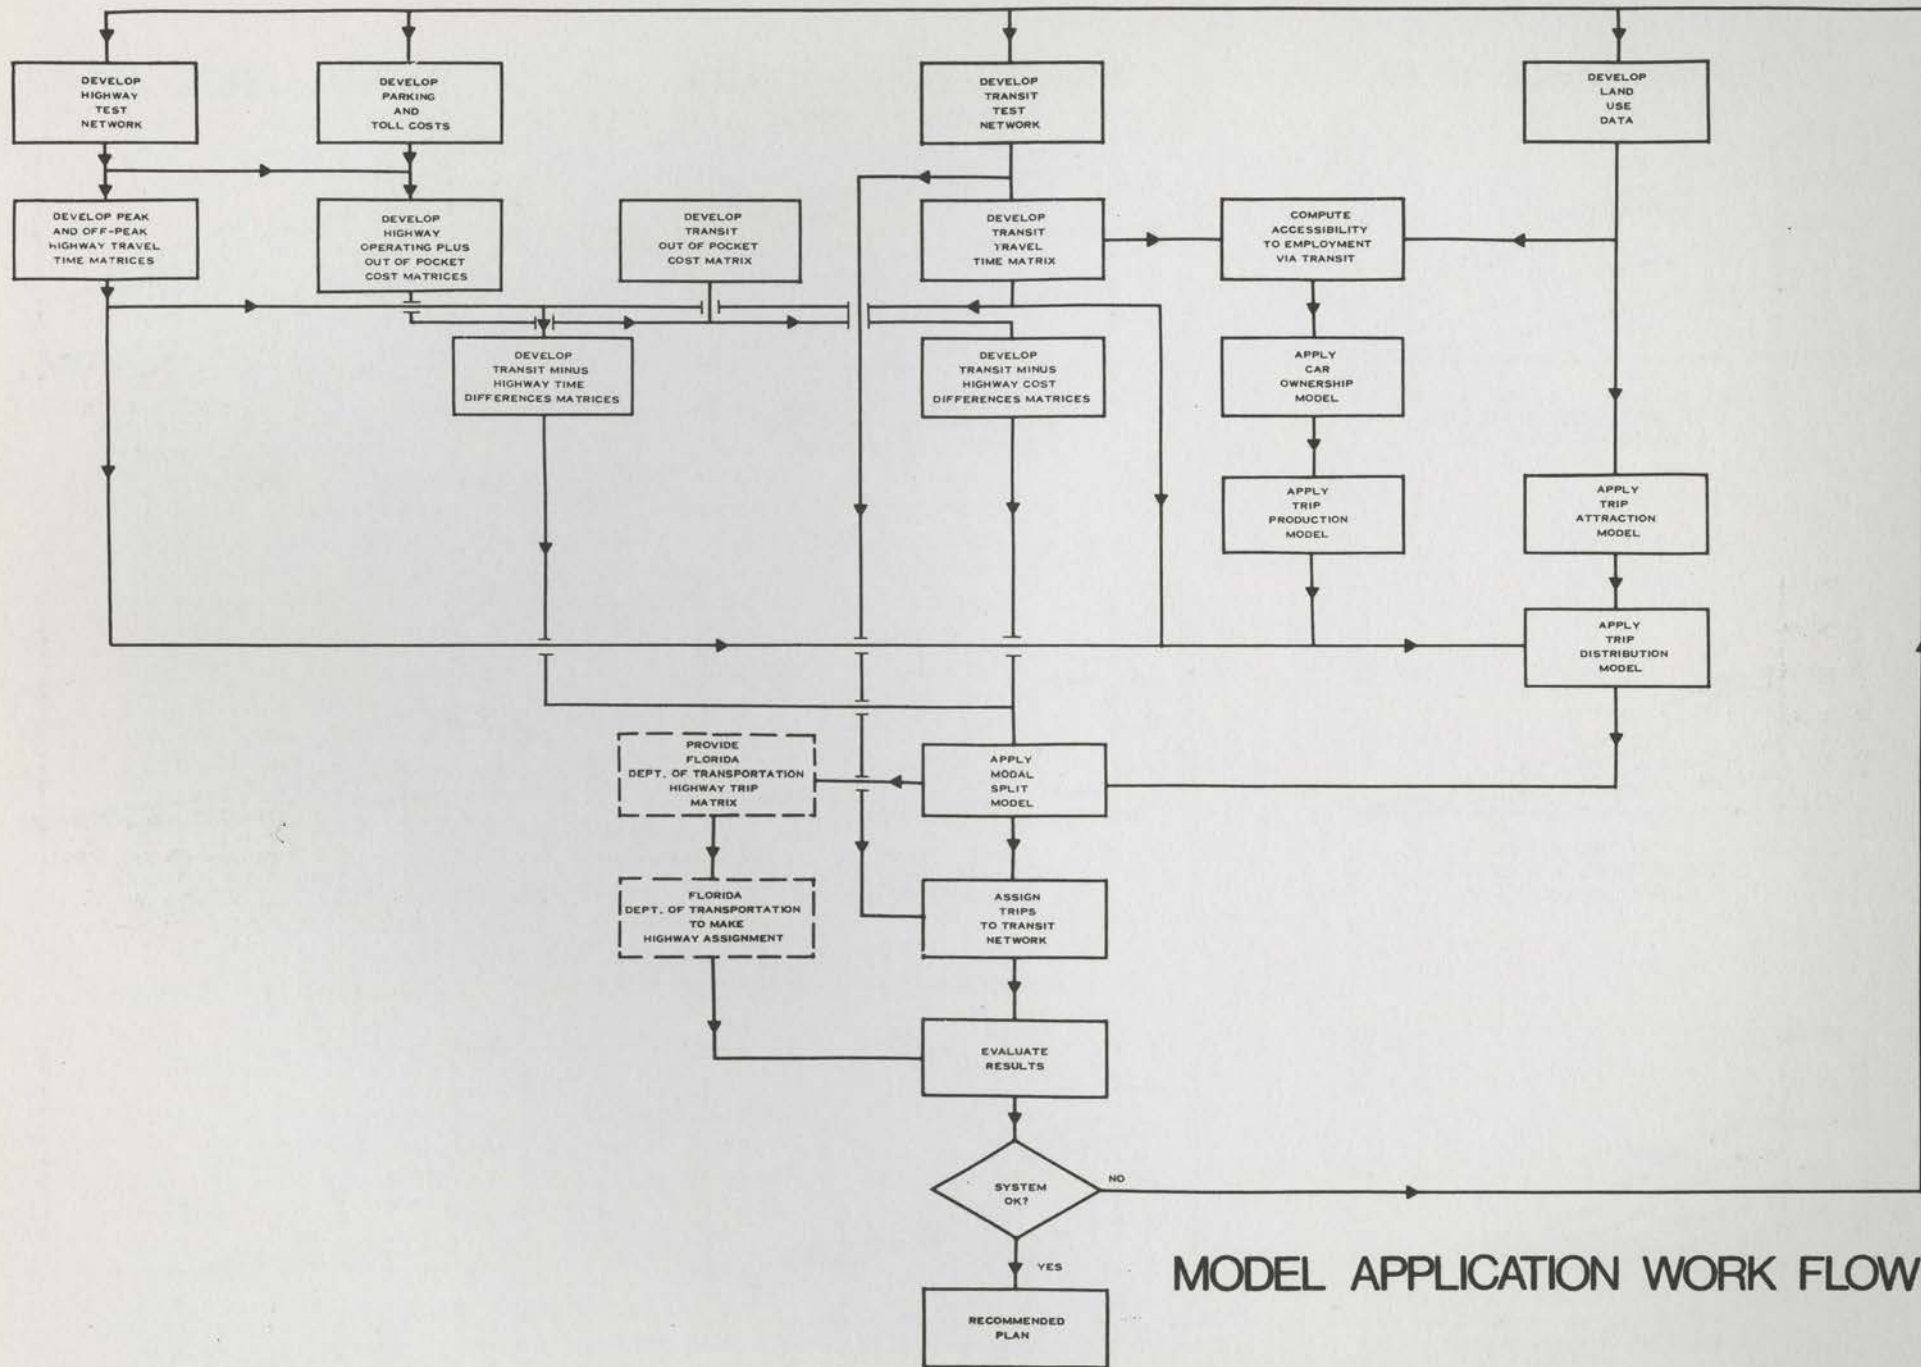 DEVELOP
HIGHWAY
TEST
NETWORK
DEVELOP
PARKING
AND
TOLL COSTS
DEVELOP
TRANSIT
TEST
NETWORK
DEVELOP
LAND
USE
DATA
DEVELOP PEAK
AND OFF-PEAK
HIGHWAY TRAVEL
TIME MATRICES
DEVELOP
HIGHWAY
OPERATING PLUS
OUT OF POCKET
COST MATRICES
DEVELOP
TRANSIT
OUT OF POCKET
COST MATRIX
DEVELOP
TRANSIT
TRAVEL
TIME MATRIX
COMPUTE
ACCESSIBILITY
TO EMPLOYMENT
VIA TRANSIT
DEVELOP
TRANSIT MINUS
HIGHWAY TIME
DIFFERENCES MATRICES
DEVELOP
TRANSIT MINUS
HIGHWAY COST
DIFFERENCES MATRICES
APPLY
CAR
OWNERSHIP
MODEL
APPLY
TRIP
PRODUCTION
MODEL
APPLY
TRIP
ATTRACTION
MODEL
APPLY
TRIP
DISTRIBUTION
MODEL
PROVIDE
FLORIDA
DEPT. OF TRANSPORTATION
HIGHWAY TRIP
MATRIX
APPLY
MODAL
SPLIT
MODEL
FLORIDA
DEPT. OF TRANSPORTATION
TO MAKE
HIGHWAY ASSIGNMENT
ASSIGN
TRIPS
TO TRANSIT
NETWORK
EVALUATE
RESULTS
SYSTEM
OK?
NO
YES
RECOMMENDED
PLAN
MODEL APPLICATION WORK FLOW